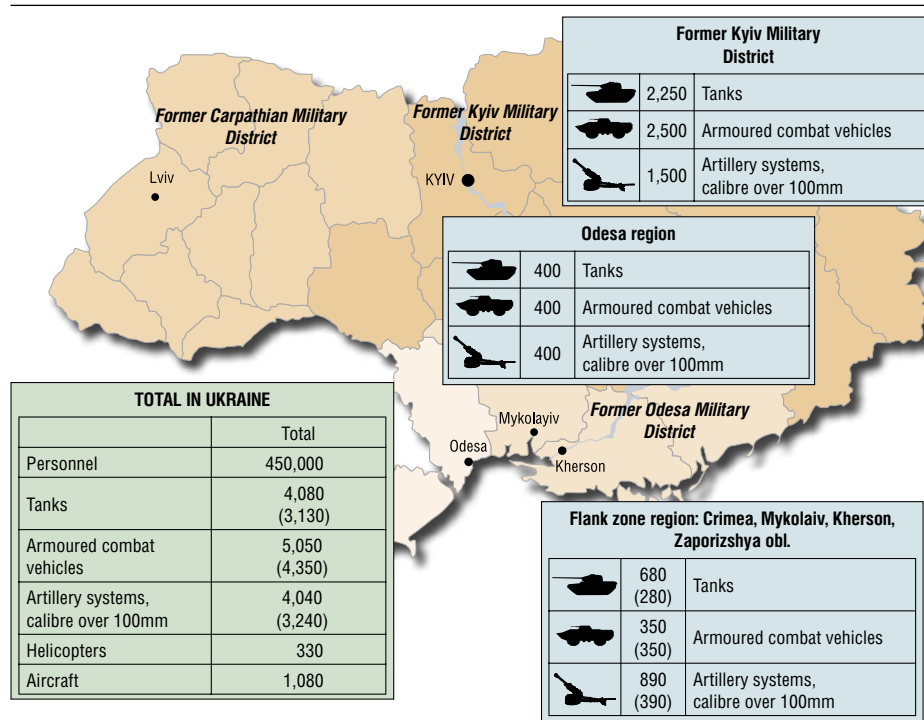 Former Kyiv Military
District
2,250 Tanks
2,500 Armoured combat vehicles
1,500 Artillery systems,
calibre over 100mm
Former Carpathian Military
District
Former Kyiv Military
District
Lviv
KYIV
Odesa region
400 Tanks
400 Armoured combat vehicles
400 Artillery systems,
calibre over 100mm
Former Odesa Military
District
Mykolayiv
Odesa
Kherson
TOTAL IN UKRAINE
Total
Personnel 450,000
Tanks 4,080
(3,130)
Armoured combat
vehicles 5,050
(4,350)
Artillery systems,
calibre over 100mm 4,040
(3,240)
Helicopters 330
Aircraft 1,080
Flank zone region: Crimea, Mykolaiv, Kherson,
Zaporizshya obl.
680
(280) Tanks
350
(350) Armoured combat vehicles
890
(390) Artillery systems,
calibre over 100mm